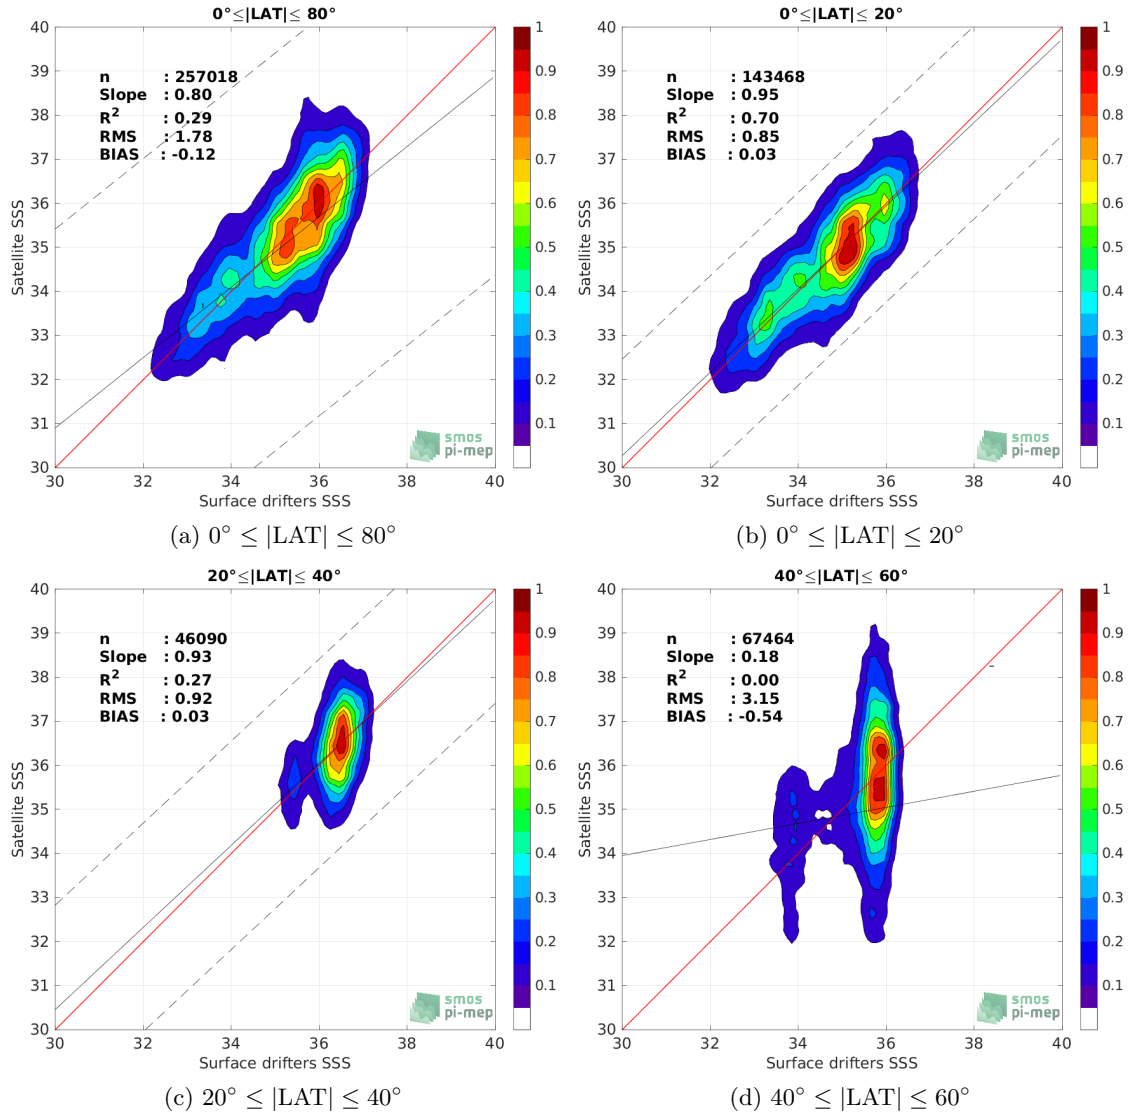 0°≤|LAT|≤ 80°
40
39
38
37
36
35
34
33
32
31
30
Satellite SSS
n : 257018
Slope : 0.80
R² : 0.29
RMS : 1.78
BIAS : -0.12
smos
pi-mep
30 32 34 36 38 40
Surface drifters SSS
1
0.9
0.8
0.7
0.6
0.5
0.4
0.3
0.2
0.1
(a) 0° ≤ |LAT| ≤ 80°
0°≤|LAT|≤ 20°
40
39
38
37
36
35
34
33
32
31
30
Satellite SSS
n : 143468
Slope : 0.95
R² : 0.70
RMS : 0.85
BIAS : 0.03
smos
pi-mep
30 32 34 36 38 40
Surface drifters SSS
1
0.9
0.8
0.7
0.6
0.5
0.4
0.3
0.2
0.1
(b) 0° ≤ |LAT| ≤ 20°
20°≤|LAT|≤ 40°
40
39
38
37
36
35
34
33
32
31
30
Satellite SSS
n : 46090
Slope : 0.93
R² : 0.27
RMS : 0.92
BIAS : 0.03
smos
pi-mep
30 32 34 36 38 40
Surface drifters SSS
1
0.9
0.8
0.7
0.6
0.5
0.4
0.3
0.2
0.1
(c) 20° ≤ |LAT| ≤ 40°
40°≤|LAT|≤ 60°
40
39
38
37
36
35
34
33
32
31
30
Satellite SSS
n : 67464
Slope : 0.18
R² : 0.00
RMS : 3.15
BIAS : -0.54
smos
pi-mep
30 32 34 36 38 40
Surface drifters SSS
1
0.9
0.8
0.7
0.6
0.5
0.4
0.3
0.2
0.1
(d) 40° ≤ |LAT| ≤ 60°